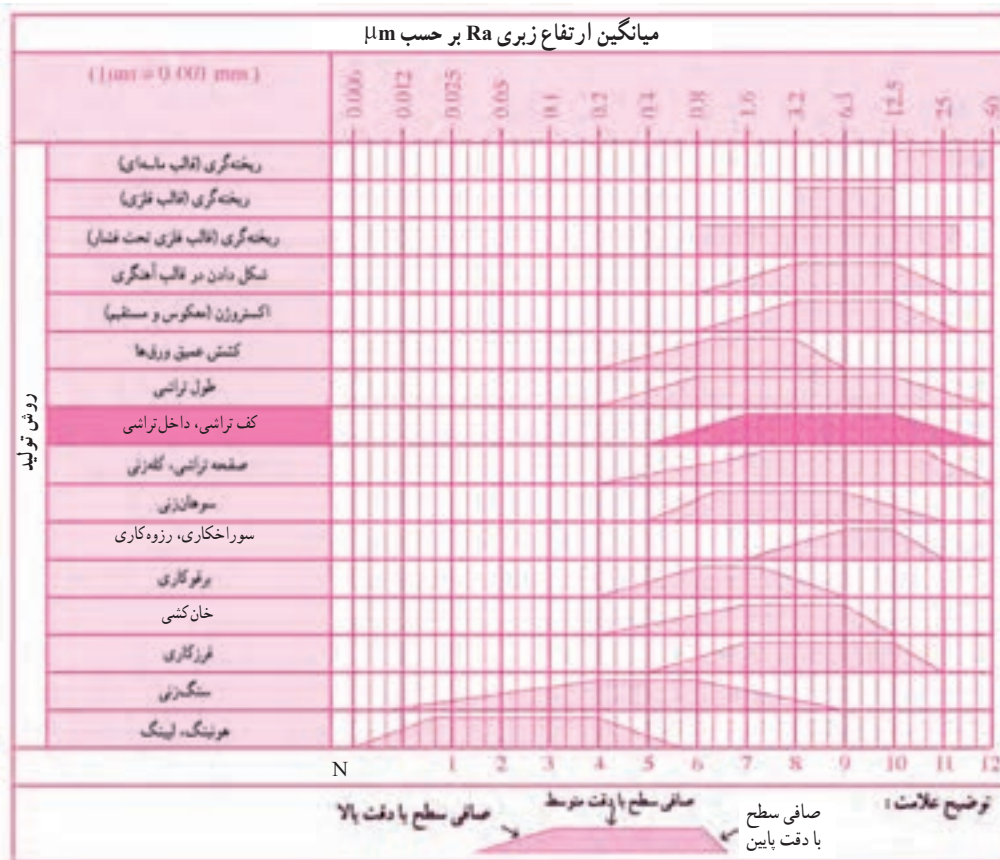 میانگین ارتفاع زبری Ra بر حسب μm
(1μm = 0.001 mm)
0.006 0.012 0.025 0.05 0.1 0.2 0.4 0.8 1.6 3.2 6.3 12.5 25 50
روش تولید
ریخته‌گری (قالب ماسه‌ای)
ریخته‌گری (قالب فلزی)
ریخته‌گری (قالب فلزی تحت فشار)
شکل دادن در قالب آهنگری
اکستروژن (معکوس و مستقیم)
کشش عمیق ورق‌ها
طول تراشی
کف تراشی، داخل‌تراشی
صفحه تراشی، کله‌زنی
سوهان‌زنی
سوراخکاری، رزوه‌کاری
برقوکاری
خان‌کشی
فرزکاری
سنگ‌زنی
هونینگ، لپینگ
N 1 2 3 4 5 6 7 8 9 10 11 12
توضیح علامت :
صافی سطح با دقت پایین
صافی سطح با دقت متوسط
صافی سطح با دقت بالا